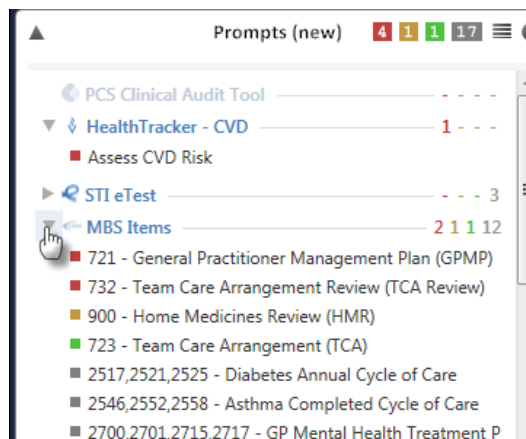 Prompts (new) 4 1 1 17
PCS Clinical Audit Tool - - - -
HealthTracker - CVD 1 - - -
Assess CVD Risk
STI eTest - - - 3
MBS Items 2 1 1 12
721 - General Practitioner Management Plan (GPMP)
732 - Team Care Arrangement Review (TCA Review)
900 - Home Medicines Review (HMR)
723 - Team Care Arrangement (TCA)
2517,2521,2525 - Diabetes Annual Cycle of Care
2546,2552,2558 - Asthma Completed Cycle of Care
2700,2701,2715,2717 - GP Mental Health Treatment P